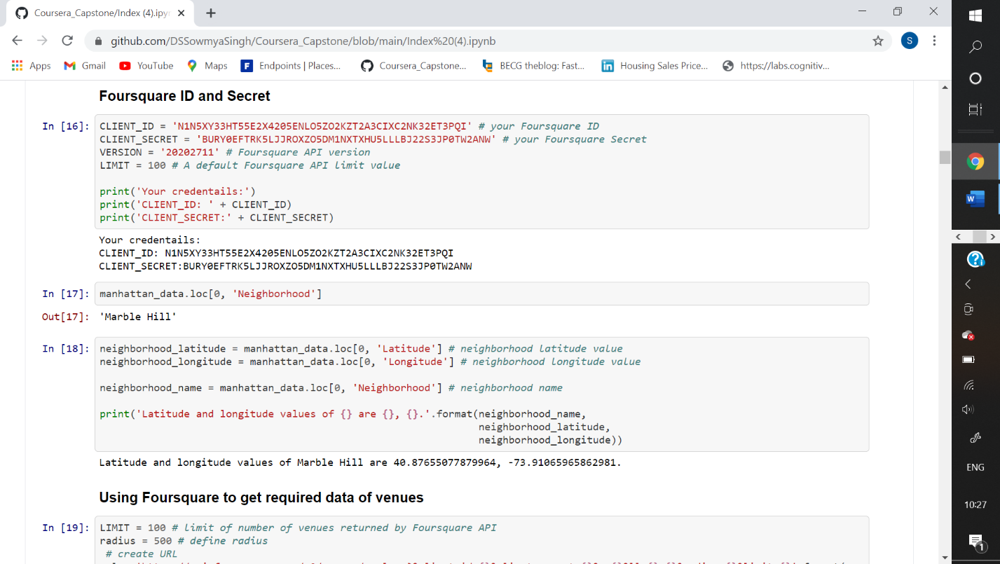 Coursera_Capstone/Index (4).ipyn
github.com/DSSowmyaSingh/Coursera_Capstone/blob/main/Index%20(4).ipynb
S
Apps
Gmail
YouTube
Maps
F
Endpoints | Places...
Coursera_Capstone...
BECG theblog: Fast...
in
Housing Sales Price...
https://labs.cognitiv...
Foursquare ID and Secret
In [16]:
CLIENT_ID = 'N1N5XY33HT55E2X4205ENLO5ZO2KZT2A3CIXC2NK32ET3PQI' # your Foursquare ID
CLIENT_SECRET = 'BURY0EFTRK5LJJROXZO5DM1NXTXHU5LLLBJ22S3JP0TW2ANW' # your Foursquare Secret
VERSION = '20202711' # Foursquare API version
LIMIT = 100 # A default Foursquare API limit value
print('Your credentails:')
print('CLIENT_ID: ' + CLIENT_ID)
print('CLIENT_SECRET:' + CLIENT_SECRET)
Your credentails:
CLIENT_ID: N1N5XY33HT55E2X4205ENLO5ZO2KZT2A3CIXC2NK32ET3PQI
CLIENT_SECRET:BURY0EFTRK5LJJROXZO5DM1NXTXHU5LLLBJ22S3JP0TW2ANW
In [17]:
manhattan_data.loc[0, 'Neighborhood']
Out[17]:
'Marble Hill'
In [18]:
neighborhood_latitude = manhattan_data.loc[0, 'Latitude'] # neighborhood latitude value
neighborhood_longitude = manhattan_data.loc[0, 'Longitude'] # neighborhood longitude value
neighborhood_name = manhattan_data.loc[0, 'Neighborhood'] # neighborhood name
print('Latitude and longitude values of {} are {}, {}.'.format(neighborhood_name,
neighborhood_latitude,
neighborhood_longitude))
Latitude and longitude values of Marble Hill are 40.87655077879964, -73.91065965862981.
Using Foursquare to get required data of venues
In [19]:
LIMIT = 100 # limit of number of venues returned by Foursquare API
radius = 500 # define radius
# create URL
W
ENG
10:27
1